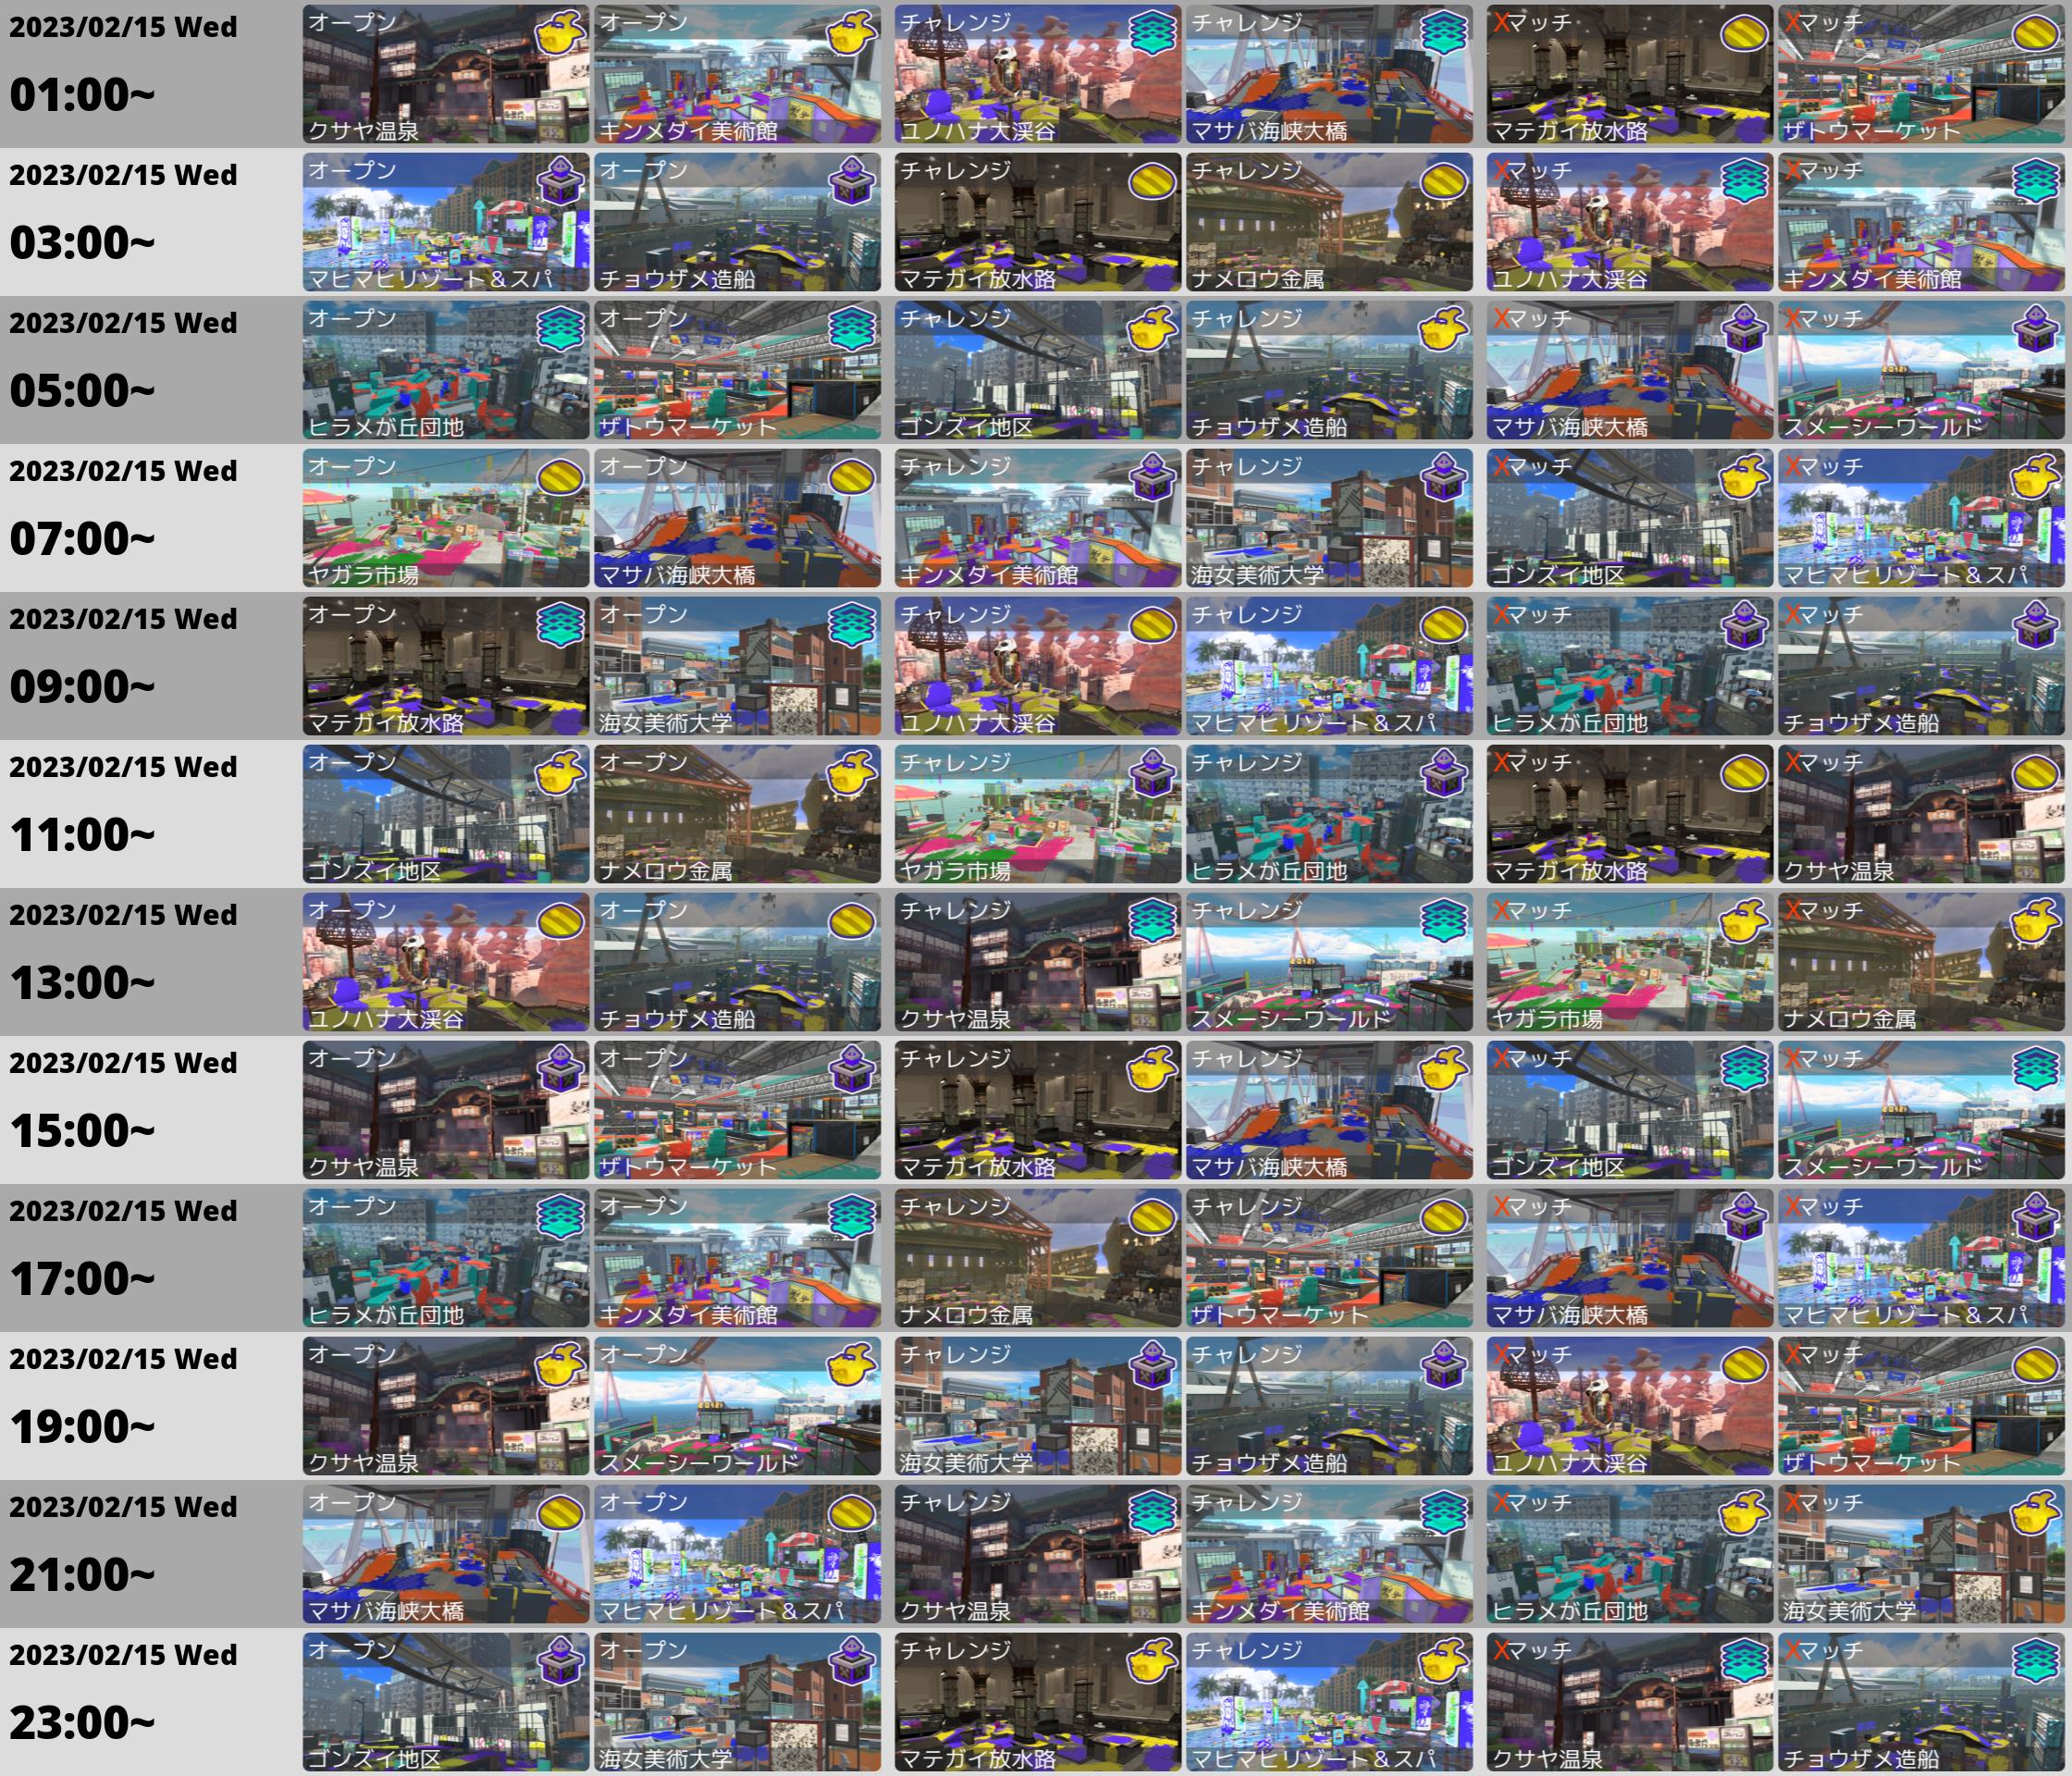 2023/02/15 Wed
01:00~
オープン オープン チャレンジ チャレンジ Xマッチ Xマッチ
クサヤ温泉 キンメダイ美術館 ユノハナ大渓谷 マサバ海峡大橋 マテガイ放水路 ザトウマーケット
2023/02/15 Wed
03:00~
オープン オープン チャレンジ チャレンジ Xマッチ Xマッチ
マヒマヒリゾート&スパ チョウザメ造船 マテガイ放水路 ナメロウ金属 ユノハナ大渓谷 キンメダイ美術館
2023/02/15 Wed
05:00~
オープン オープン チャレンジ チャレンジ Xマッチ Xマッチ
ヒラメが丘団地 ザトウマーケット ゴンズイ地区 チョウザメ造船 マサバ海峡大橋 スメーシーワールド
2023/02/15 Wed
07:00~
オープン オープン チャレンジ チャレンジ Xマッチ Xマッチ
ヤガラ市場 マサバ海峡大橋 キンメダイ美術館 海女美術大学 ゴンズイ地区 マヒマヒリゾート&スパ
2023/02/15 Wed
09:00~
オープン オープン チャレンジ チャレンジ Xマッチ Xマッチ
マテガイ放水路 海女美術大学 ユノハナ大渓谷 マヒマヒリゾート&スパ ヒラメが丘団地 チョウザメ造船
2023/02/15 Wed
11:00~
オープン オープン チャレンジ チャレンジ Xマッチ Xマッチ
ゴンズイ地区 ナメロウ金属 ヤガラ市場 ヒラメが丘団地 マテガイ放水路 クサヤ温泉
2023/02/15 Wed
13:00~
オープン オープン チャレンジ チャレンジ Xマッチ Xマッチ
ユノハナ大渓谷 チョウザメ造船 クサヤ温泉 スメーシーワールド ヤガラ市場 ナメロウ金属
2023/02/15 Wed
15:00~
オープン オープン チャレンジ チャレンジ Xマッチ Xマッチ
クサヤ温泉 ザトウマーケット マテガイ放水路 マサバ海峡大橋 ゴンズイ地区 スメーシーワールド
2023/02/15 Wed
17:00~
オープン オープン チャレンジ チャレンジ Xマッチ Xマッチ
ヒラメが丘団地 キンメダイ美術館 ナメロウ金属 ザトウマーケット マサバ海峡大橋 マヒマヒリゾート&スパ
2023/02/15 Wed
19:00~
オープン オープン チャレンジ チャレンジ Xマッチ Xマッチ
クサヤ温泉 スメーシーワールド 海女美術大学 チョウザメ造船 ユノハナ大渓谷 ザトウマーケット
2023/02/15 Wed
21:00~
オープン オープン チャレンジ チャレンジ Xマッチ Xマッチ
マサバ海峡大橋 マヒマヒリゾート&スパ クサヤ温泉 キンメダイ美術館 ヒラメが丘団地 海女美術大学
2023/02/15 Wed
23:00~
オープン オープン チャレンジ チャレンジ Xマッチ Xマッチ
ゴンズイ地区 海女美術大学 マテガイ放水路 マヒマヒリゾート&スパ クサヤ温泉 チョウザメ造船